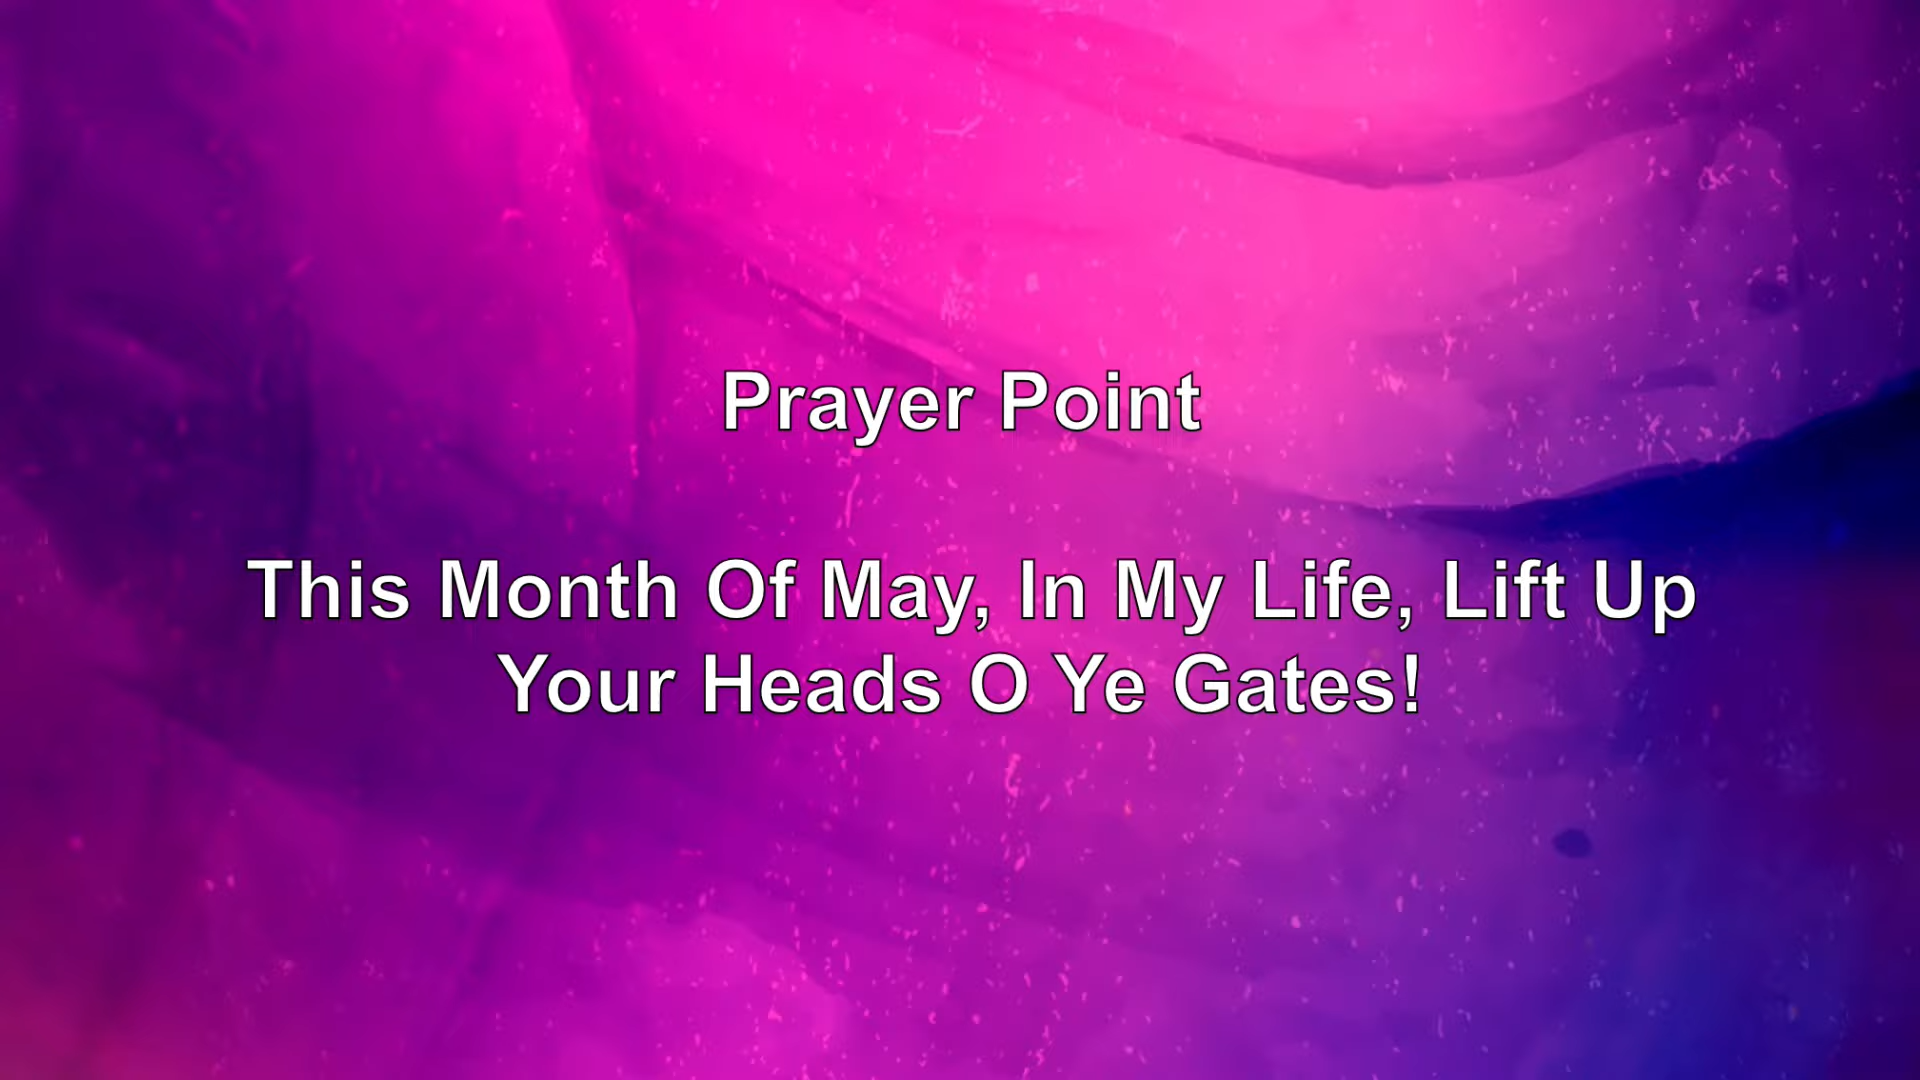 Prayer Point
This Month Of May, In My Life, Lift Up
Your Heads O Ye Gates!